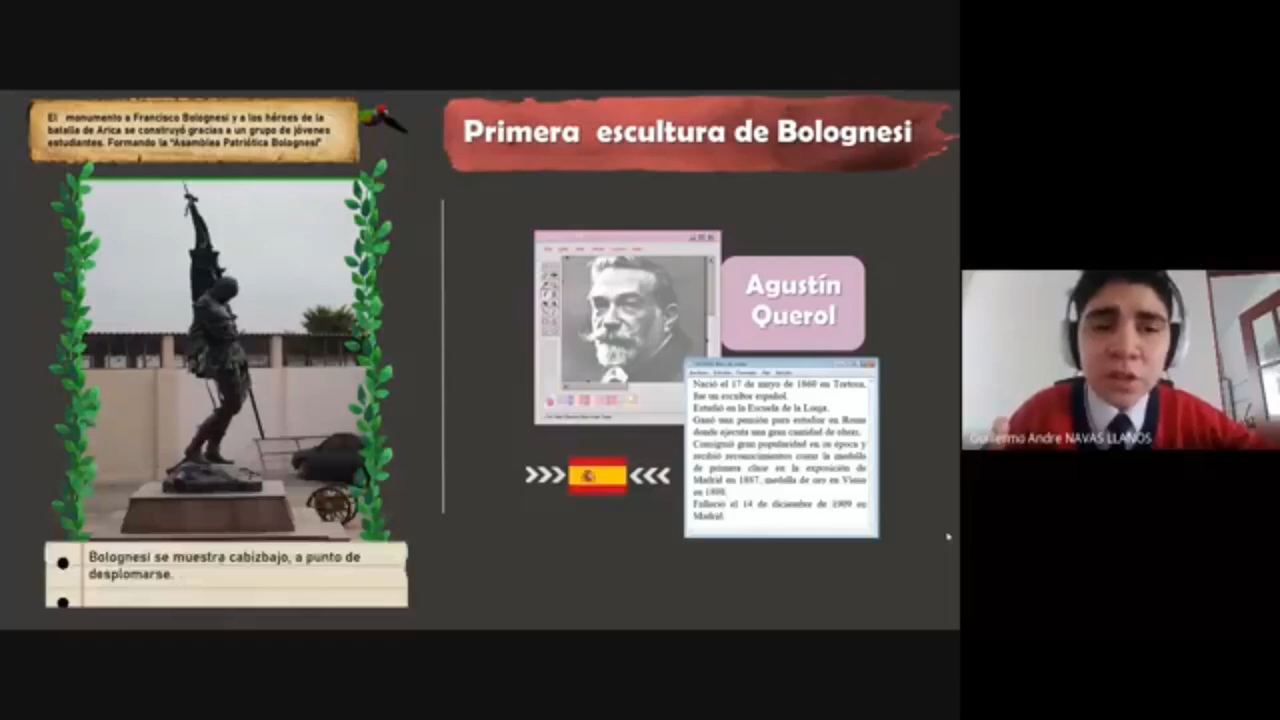 El monumento a Francisco Bolognesi y a los héroes de la
batalla de Arica se construyó gracias a un grupo de jóvenes
estudiantes. Formando la "Asamblea Patriótica Bolognesi"
Primera escultura de Bolognesi
Agustín
Querol
Nació el 17 de mayo de 1860 en Tortosa,
fue un escultor español.
Estudió en la Escuela de la Lonja.
Ganó una pensión para estudiar en Roma
donde ejecuta una gran cantidad de obras.
Consiguió gran popularidad en su época y
recibió reconocimientos como la medalla
de primera clase en la exposición de
Madrid en 1887, medalla de oro en Viena
en 1898.
Falleció el 14 de diciembre de 1909 en
Madrid.
Bolognesi se muestra cabizbajo, a punto de
desplomarse.
Guillermo Andre NAVAS LLANOS